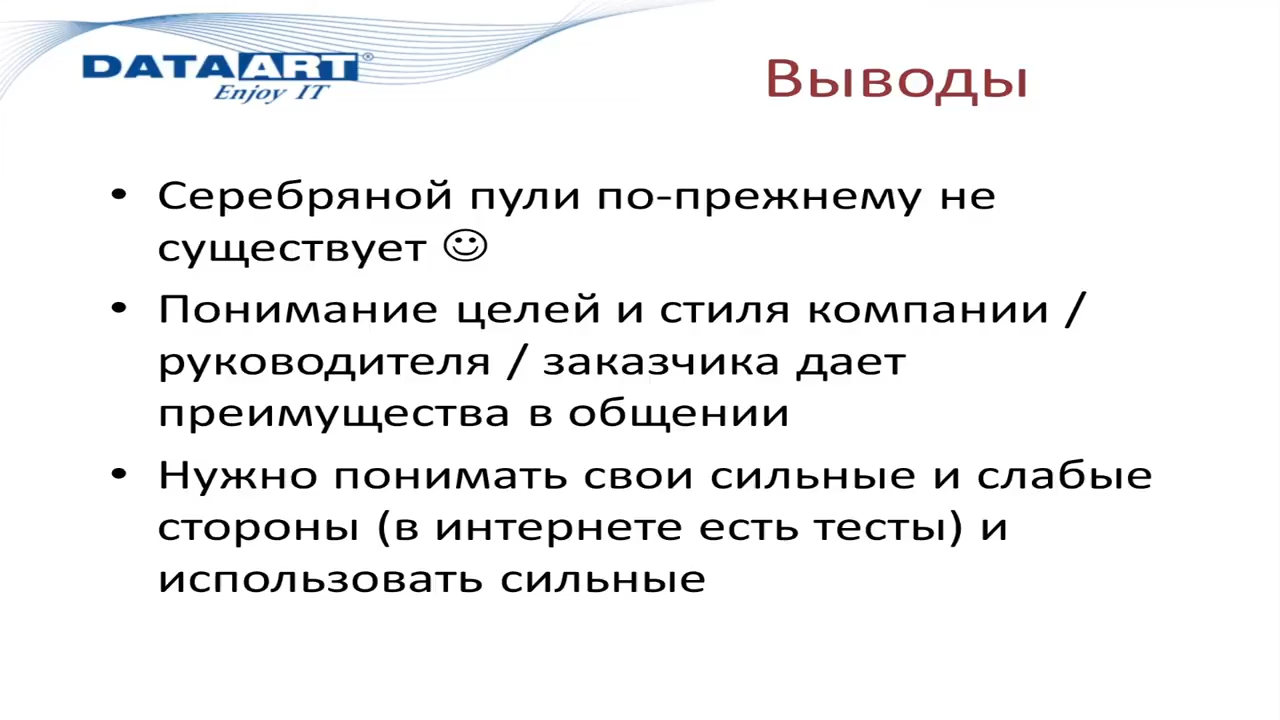 DATAART®
Enjoy IT
Выводы
• Серебряной пули по-прежнему не
существует ☺
• Понимание целей и стиля компании /
руководителя / заказчика дает
преимущества в общении
• Нужно понимать свои сильные и слабые
стороны (в интернете есть тесты) и
использовать сильные